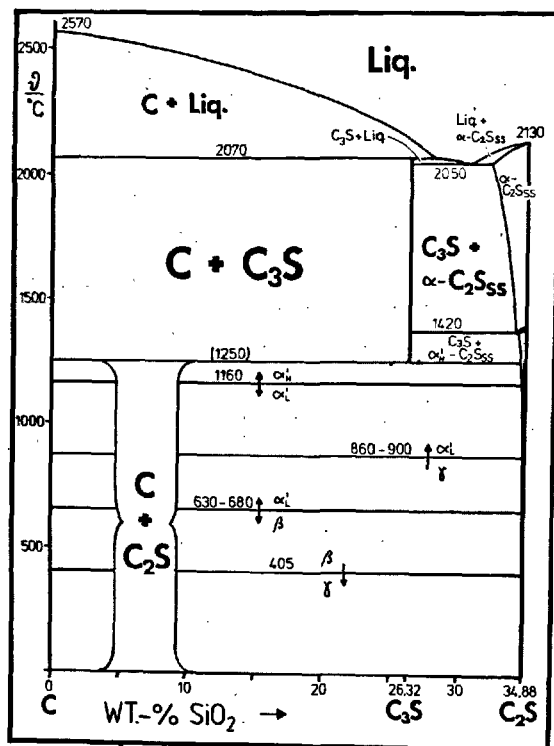 2570
2500
Liq.
ϑ
/°C
C + Liq.
Liq. +
α-C₂Sss
2130
C₃S+Liq.
2070
2050
α-
C₂Sss
2000
C + C₃S
C₃S +
α-C₂Sss
1500
1420
C₃S +
α'H-C₂Sss
(1250)
1160
α'H
α'L
1000
860-900
α'L
γ
C
+
C₂S
630-680
α'L
β
500
405
β
γ
0
0
10
20
26.32
30
34.88
C
WT.-% SiO₂ →
C₃S
C₂S